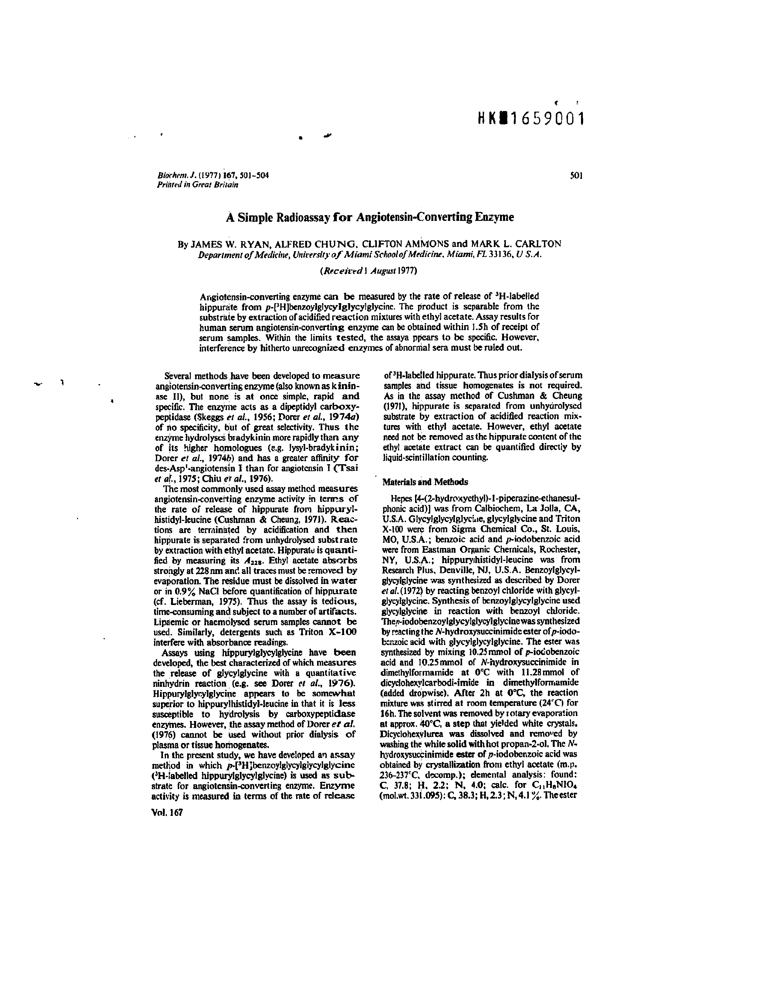 HK 1659001
Biochem. J. (1977) 167, 501-504
501
Printed in Great Britain
A Simple Radioassay for Angiotensin-Converting Enzyme
By JAMES W. RYAN, ALFRED CHUNG, CLIFTON AMMONS and MARK L. CARLTON
Department of Medicine, University of Miami School of Medicine, Miami, FL 33136, U S.A.
(Received 1 August 1977)
Angiotensin-converting enzyme can be measured by the rate of release of ³H-labelled
hippurate from p-[³H]benzoylglycylglycylglycine. The product is separable from the
substrate by extraction of acidified reaction mixtures with ethyl acetate. Assay results for
human serum angiotensin-converting enzyme can be obtained within 1.5h of receipt of
serum samples. Within the limits tested, the assaya ppears to be specific. However,
interference by hitherto unrecognized enzymes of abnormal sera must be ruled out.
Several methods have been developed to measure
angiotensin-converting enzyme (also known as kinin-
ase II), but none is at once simple, rapid and
specific. The enzyme acts as a dipeptidyl carboxy-
peptidase (Skeggs et al., 1956; Dorer et al., 1974a)
of no specificity, but of great selectivity. Thus the
enzyme hydrolyses bradykinin more rapidly than any
of its higher homologues (e.g. lysyl-bradykinin;
Dorer et al., 1974b) and has a greater affinity for
des-Asp¹-angiotensin I than for angiotensin I (Tsai
et al., 1975; Chiu et al., 1976).
The most commonly used assay method measures
angiotensin-converting enzyme activity in terms of
the rate of release of hippurate from hippuryl-
histidyl-leucine (Cushman & Cheung, 1971). Reac-
tions are terminated by acidification and then
hippurate is separated from unhydrolysed substrate
by extraction with ethyl acetate. Hippurate is quanti-
fied by measuring its A₂₂₈. Ethyl acetate absorbs
strongly at 228nm and all traces must be removed by
evaporation. The residue must be dissolved in water
or in 0.9% NaCl before quantification of hippurate
(cf. Lieberman, 1975). Thus the assay is tedious,
time-consuming and subject to a number of artifacts.
Lipaemic or haemolysed serum samples cannot be
used. Similarly, detergents such as Triton X-100
interfere with absorbance readings.
Assays using hippurylglycylglycine have been
developed, the best characterized of which measures
the release of glycylglycine with a quantitative
ninhydrin reaction (e.g. see Dorer et al., 1976).
Hippurylglycylglycine appears to be somewhat
superior to hippurylhistidyl-leucine in that it is less
susceptible to hydrolysis by carboxypeptidase
enzymes. However, the assay method of Dorer et al.
(1976) cannot be used without prior dialysis of
plasma or tissue homogenates.
In the present study, we have developed an assay
method in which p-[³H]benzoylglycylglycylglycine
(³H-labelled hippurylglycylglycine) is used as sub-
strate for angiotensin-converting enzyme. Enzyme
activity is measured in terms of the rate of release
Vol. 167
of ³H-labelled hippurate. Thus prior dialysis of serum
samples and tissue homogenates is not required.
As in the assay method of Cushman & Cheung
(1971), hippurate is separated from unhydrolysed
substrate by extraction of acidified reaction mix-
tures with ethyl acetate. However, ethyl acetate
need not be removed as the hippurate content of the
ethyl acetate extract can be quantified directly by
liquid-scintillation counting.
Materials and Methods
Hepes [4-(2-hydroxyethyl)-1-piperazine-ethanesul-
phonic acid)] was from Calbiochem, La Jolla, CA,
U.S.A. Glycylglycylglycine, glycylglycine and Triton
X-100 were from Sigma Chemical Co., St. Louis,
MO, U.S.A.; benzoic acid and p-iodobenzoic acid
were from Eastman Organic Chemicals, Rochester,
NY, U.S.A.; hippurylhistidyl-leucine was from
Research Plus, Denville, NJ, U.S.A. Benzoylglycyl-
glycylglycine was synthesized as described by Dorer
et al. (1972) by reacting benzoyl chloride with glycyl-
glycylglycine. Synthesis of benzoylglycylglycine used
glycylglycine in reaction with benzoyl chloride.
The p-iodobenzoylglycylglycylglycine was synthesized
by reacting the N-hydroxysuccinimide ester of p-iodo-
benzoic acid with glycylglycylglycine. The ester was
synthesized by mixing 10.25mmol of p-iodobenzoic
acid and 10.25mmol of N-hydroxysuccinimide in
dimethylformamide at 0°C with 11.28mmol of
dicyclohexylcarbodi-imide in dimethylformamide
(added dropwise). After 2h at 0°C, the reaction
mixture was stirred at room temperature (24°C) for
16h. The solvent was removed by rotary evaporation
at approx. 40°C, a step that yielded white crystals.
Dicyclohexylurea was dissolved and removed by
washing the white solid with hot propan-2-ol. The N-
hydroxysuccinimide ester of p-iodobenzoic acid was
obtained by crystallization from ethyl acetate (m.p.
236-237°C, decomp.); elemental analysis: found:
C, 37.8; H, 2.2; N, 4.0; calc. for C₁₁H₈NIO₄
(mol.wt. 331.095): C, 38.3; H, 2.3; N, 4.1%. The ester